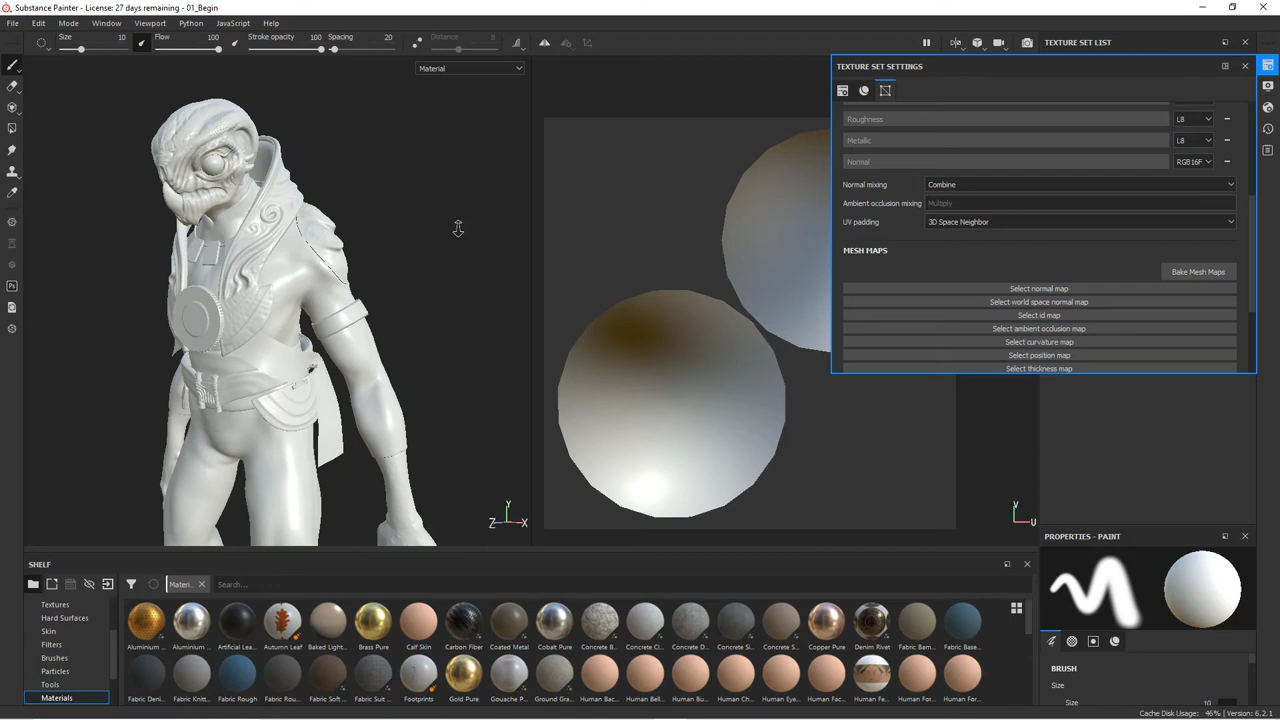 Substance Painter - License: 27 days remaining - 01_Begin
File Edit Mode Window Viewport Python JavaScript Help
Size 10 Flow 100 Stroke opacity 100 Spacing 20 Distance 8 TEXTURE SET LIST
Material
TEXTURE SET SETTINGS
Roughness L8
Metallic L8
Normal RGB16F
Normal mixing Combine
Ambient occlusion mixing Multiply
UV padding 3D Space Neighbor
MESH MAPS
Bake Mesh Maps
Select normal map
Select world space normal map
Select id map
Select ambient occlusion map
Select curvature map
Select position map
Select thickness map
Ps
Y
Z X
V
U
PROPERTIES - PAINT
SHELF
Materi...
Search...
Textures
Hard Surfaces
Skin
Filters
Brushes
Particles
Tools
Materials
Aluminium ... Aluminium ... Artificial Lea... Autumn Leaf Baked Light... Brass Pure Calf Skin Carbon Fiber Coated Metal Cobalt Pure Concrete B... Concrete Cl... Concrete D... Concrete Si... Concrete S... Copper Pure Denim Rivet Fabric Bam... Fabric Base...
Fabric Deni... Fabric Knitt... Fabric Rough Fabric Rou... Fabric Soft ... Fabric Suit ... Footprints Gold Pure Gouache P... Ground Gra... Human Bac... Human Bell... Human Bu... Human Ch... Human Eye... Human Fac... Human Fe... Human For... Human For...
BRUSH
Size
10
Size (Px)
Cache Disk Usage: 46% | Version: 6.2.1